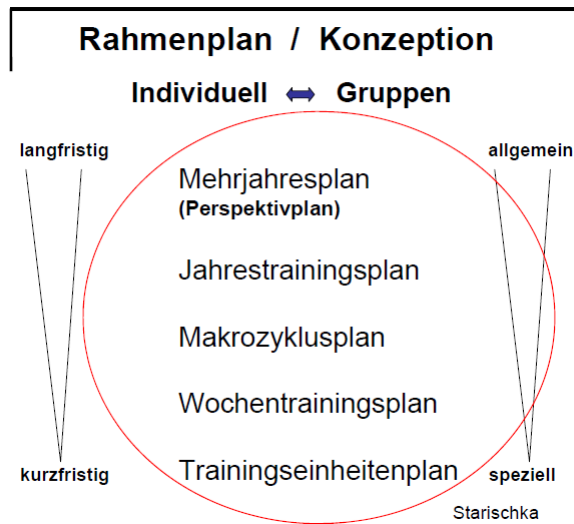 Rahmenplan / Konzeption
Individuell ⇔ Gruppen
langfristig
allgemein
Mehrjahresplan
(Perspektivplan)
Jahrestrainingsplan
Makrozyklusplan
Wochentrainingsplan
kurzfristig
Trainingseinheitenplan
speziell
Starischka